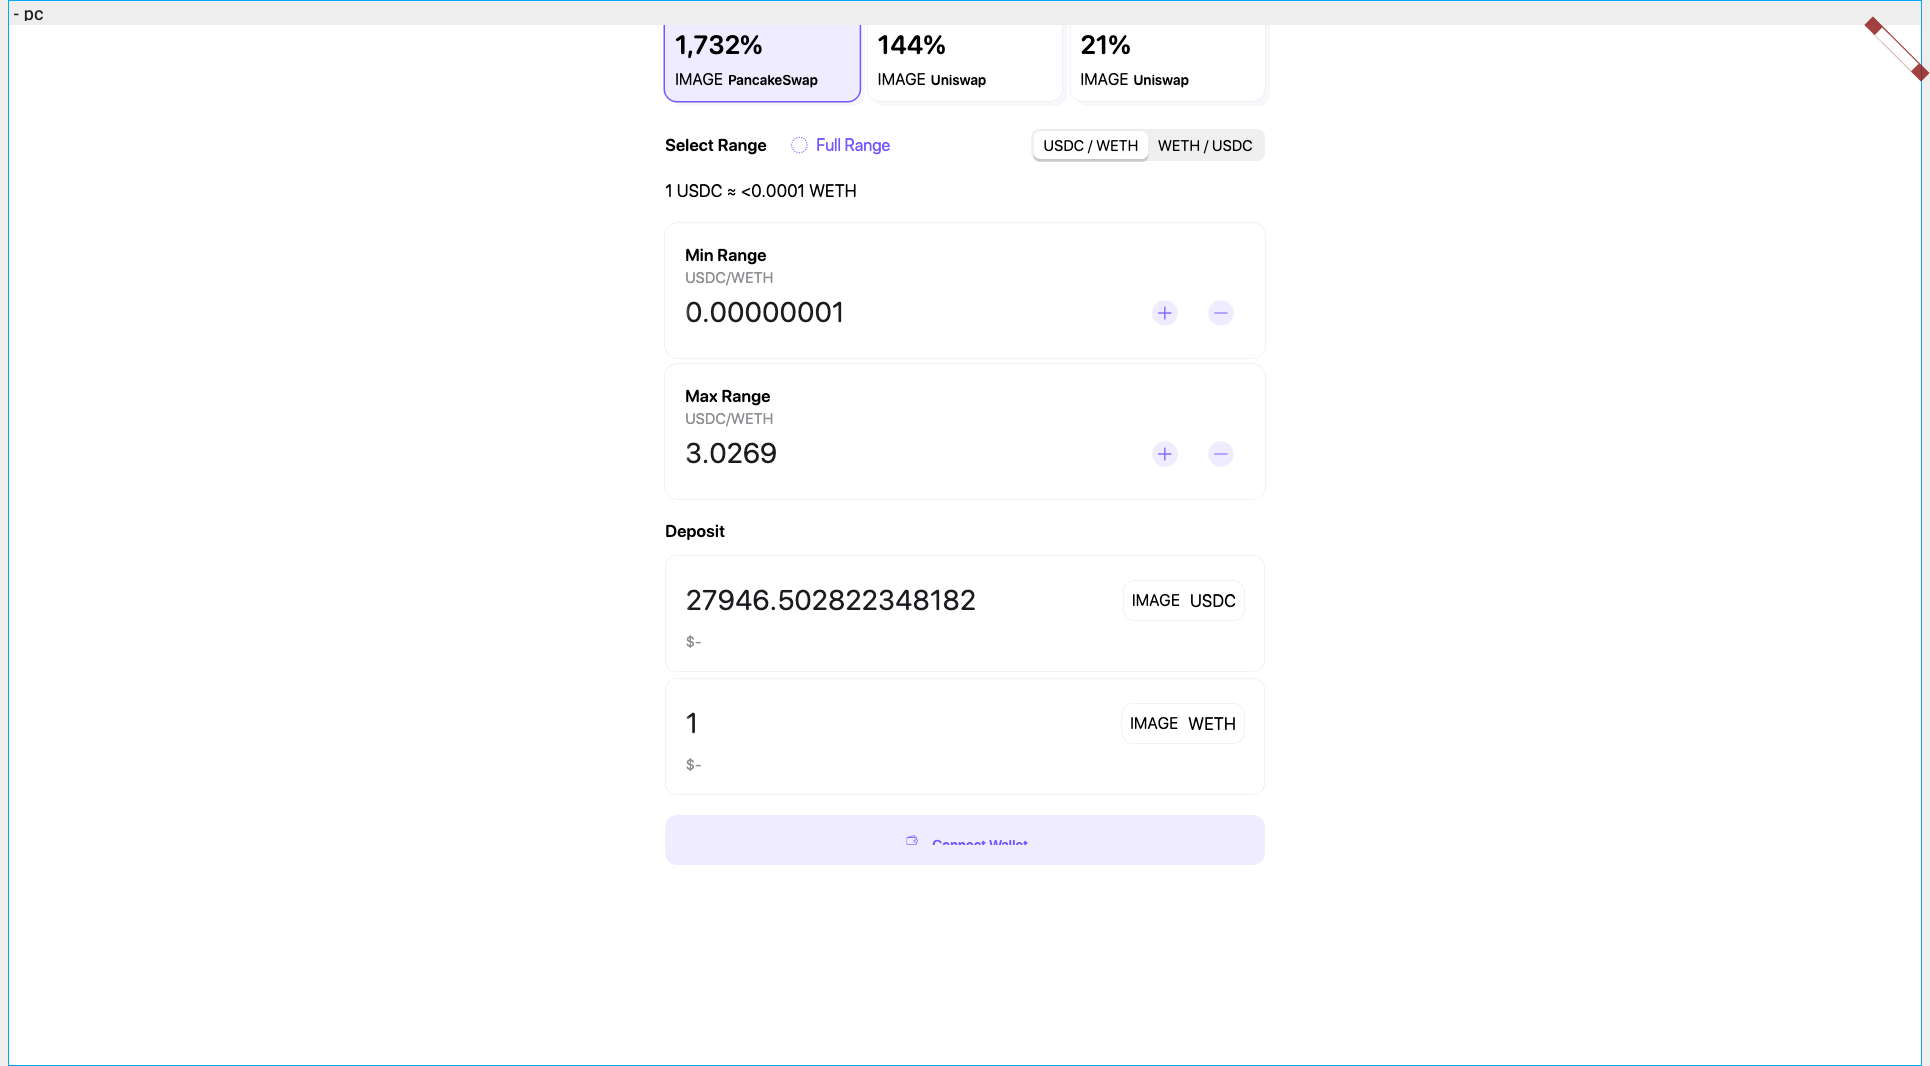 - pc
1,732% 144% 21%
IMAGE PancakeSwap IMAGE Uniswap IMAGE Uniswap
Select Range Full Range USDC / WETH WETH / USDC
1 USDC ≈ <0.0001 WETH
Min Range
USDC/WETH
0.00000001
Max Range
USDC/WETH
3.0269
Deposit
27946.502822348182 IMAGE USDC
$-
1 IMAGE WETH
$-
Connect Wallet